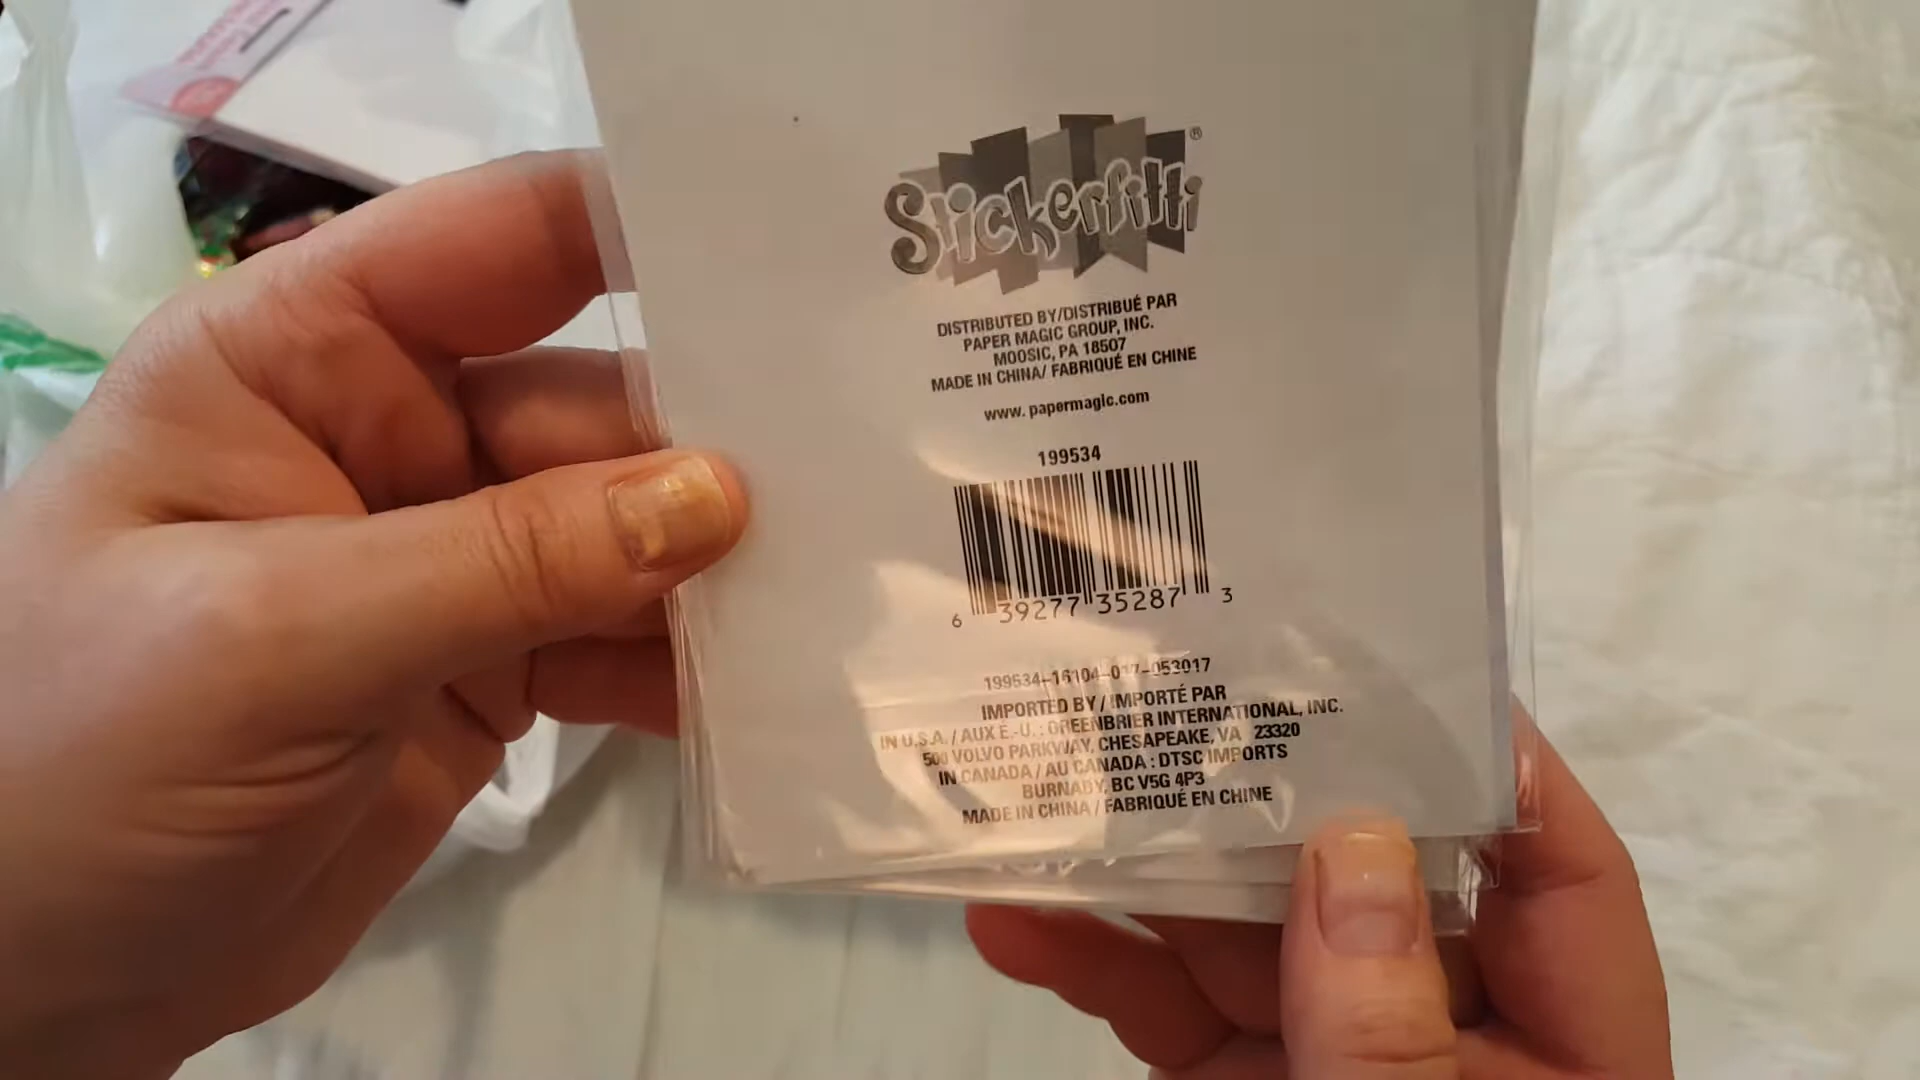 Stickerfitti®
DISTRIBUTED BY/DISTRIBUÉ PAR
PAPER MAGIC GROUP, INC.
MOOSIC, PA 18507
MADE IN CHINA/ FABRIQUÉ EN CHINE
www. papermagic.com
199534
6 39277 35287 3
199534-16104-017-053017
IMPORTED BY / IMPORTÉ PAR
IN U.S.A. / AUX É.-U. : GREENBRIER INTERNATIONAL, INC.
500 VOLVO PARKWAY, CHESAPEAKE, VA 23320
IN CANADA / AU CANADA : DTSC IMPORTS
BURNABY, BC V5G 4P3
MADE IN CHINA / FABRIQUÉ EN CHINE